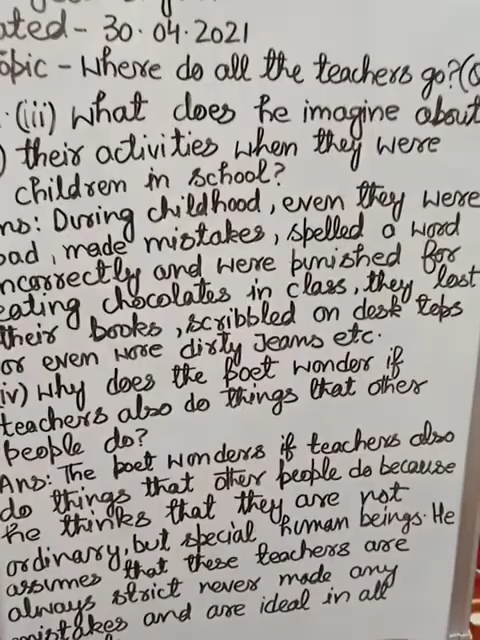 ated - 30.04.2021
opic - Where do all the teachers go? (Q
(iii) What does he imagine about
) their activities when they were
children in school?
ns: During childhood, even they were
bad, made mistakes, spelled a word
ncorrectly and were punished for
eating chocolates in class, they lost
their books, scribbled on desk tops
or even wore dirty Jeans etc.
iv) Why does the poet wonder if
teachers also do things that other
people do?
Ans: The poet wonders if teachers also
do things that other people do because
he thinks that they are not
ordinary, but special human beings. He
assumes that these teachers are
always strict never made any
mistakes and are ideal in all